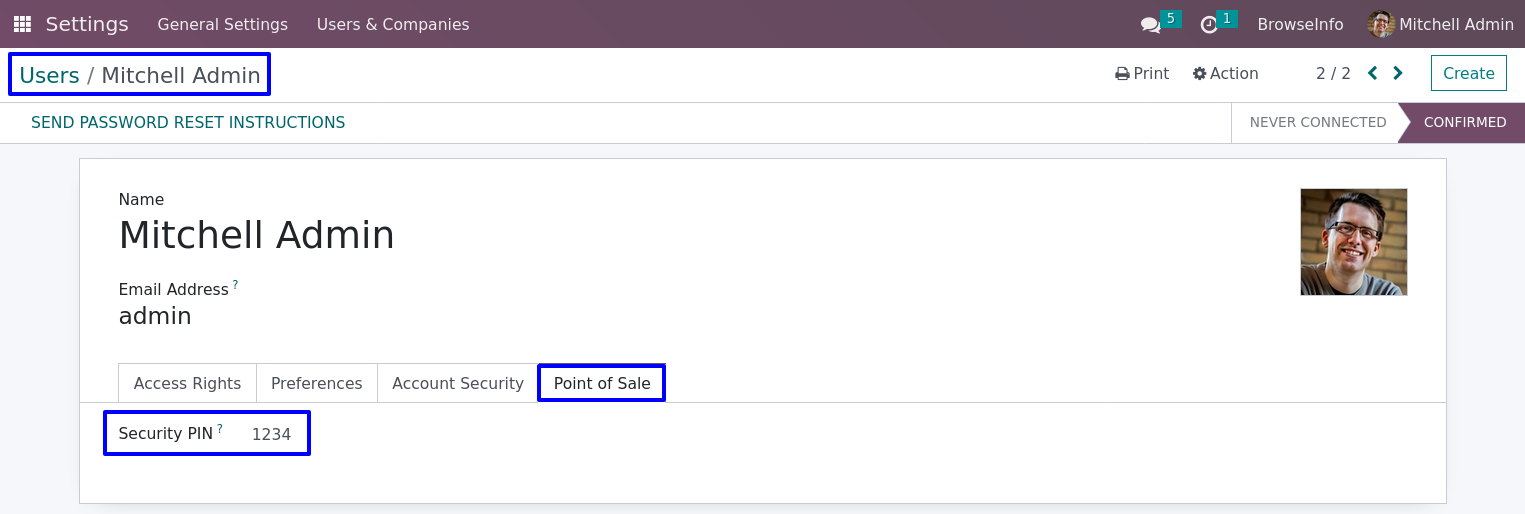 Settings General Settings Users & Companies 5 1 BrowseInfo Mitchell Admin
Users / Mitchell Admin Print Action 2 / 2 Create
SEND PASSWORD RESET INSTRUCTIONS NEVER CONNECTED CONFIRMED
Name
Mitchell Admin
Email Address ?
admin
Access Rights Preferences Account Security Point of Sale
Security PIN ? 1234